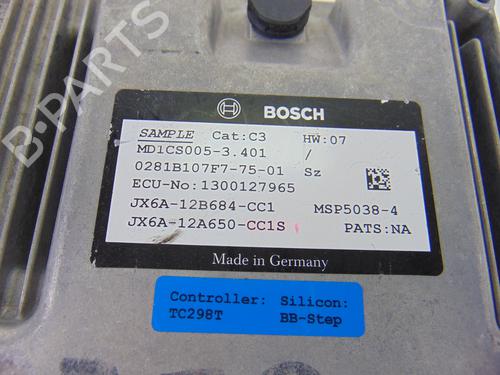 B-PARTS
BOSCH
SAMPLE Cat:C3 HW:07
MD1CS005-3.401 /
0281B107F7-75-01 Sz
ECU-No:1300127965
JX6A-12B684-CC1 MSP5038-4
JX6A-12A650-CC1S PATS:NA
Made in Germany
Controller: Silicon:
TC298T BB-Step